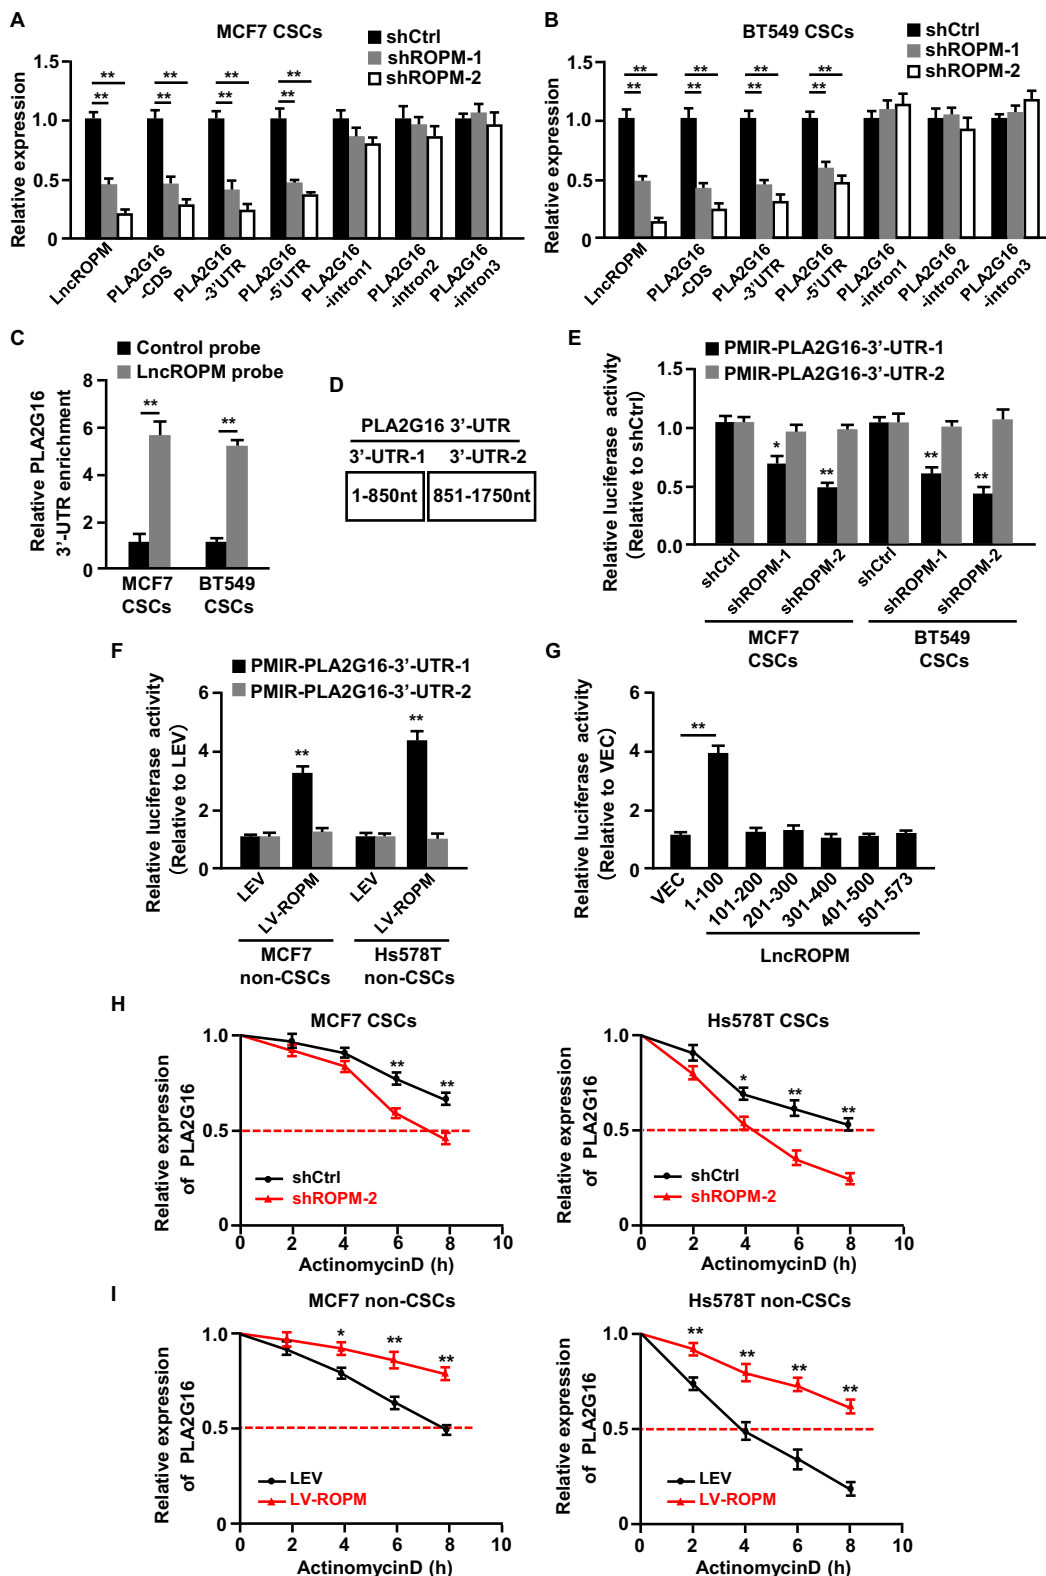 A
MCF7 CSCs
shCtrl
shROPM-1
shROPM-2
Relative expression
1.0
0.5
0
** ** ** **
** ** ** **
LncROPM
PLA2G16
-CDS
PLA2G16
-3'UTR
PLA2G16
-5'UTR
PLA2G16
-intron1
PLA2G16
-intron2
PLA2G16
-intron3
B
BT549 CSCs
shCtrl
shROPM-1
shROPM-2
Relative expression
1.5
1.0
0.5
0
** ** ** **
** ** ** **
LncROPM
PLA2G16
-CDS
PLA2G16
-3'UTR
PLA2G16
-5'UTR
PLA2G16
-intron1
PLA2G16
-intron2
PLA2G16
-intron3
C
Control probe
LncROPM probe
Relative PLA2G16
3'-UTR enrichment
8
6
4
2
0
** **
MCF7
CSCs
BT549
CSCs
D
PLA2G16 3'-UTR
3'-UTR-1 3'-UTR-2
1-850nt 851-1750nt
E
PMIR-PLA2G16-3'-UTR-1
PMIR-PLA2G16-3'-UTR-2
Relative luciferase activity
(Relative to shCtrl)
1.5
1.0
0.5
0.0
* ** ** **
shCtrl
shROPM-1
shROPM-2
shCtrl
shROPM-1
shROPM-2
MCF7
CSCs
BT549
CSCs
F
PMIR-PLA2G16-3'-UTR-1
PMIR-PLA2G16-3'-UTR-2
Relative luciferase activity
(Relative to LEV)
6
4
2
0
** **
LEV
LV-ROPM
LEV
LV-ROPM
MCF7
non-CSCs
Hs578T
non-CSCs
G
Relative luciferase activity
(Relative to VEC)
6
4
2
0
**
VEC
1-100
101-200
201-300
301-400
401-500
501-573
LncROPM
H
MCF7 CSCs
Relative expression
of PLA2G16
1.0
0.5
0
** **
shCtrl
shROPM-2
0 2 4 6 8 10
ActinomycinD (h)
Hs578T CSCs
Relative expression
of PLA2G16
1.0
0.5
0
* ** **
shCtrl
shROPM-2
0 2 4 6 8 10
ActinomycinD (h)
I
MCF7 non-CSCs
Relative expression
of PLA2G16
1.0
0.5
0
* ** **
LEV
LV-ROPM
0 2 4 6 8 10
ActinomycinD (h)
Hs578T non-CSCs
Relative expression
of PLA2G16
1.0
0.5
0
** ** ** **
LEV
LV-ROPM
0 2 4 6 8 10
ActinomycinD (h)